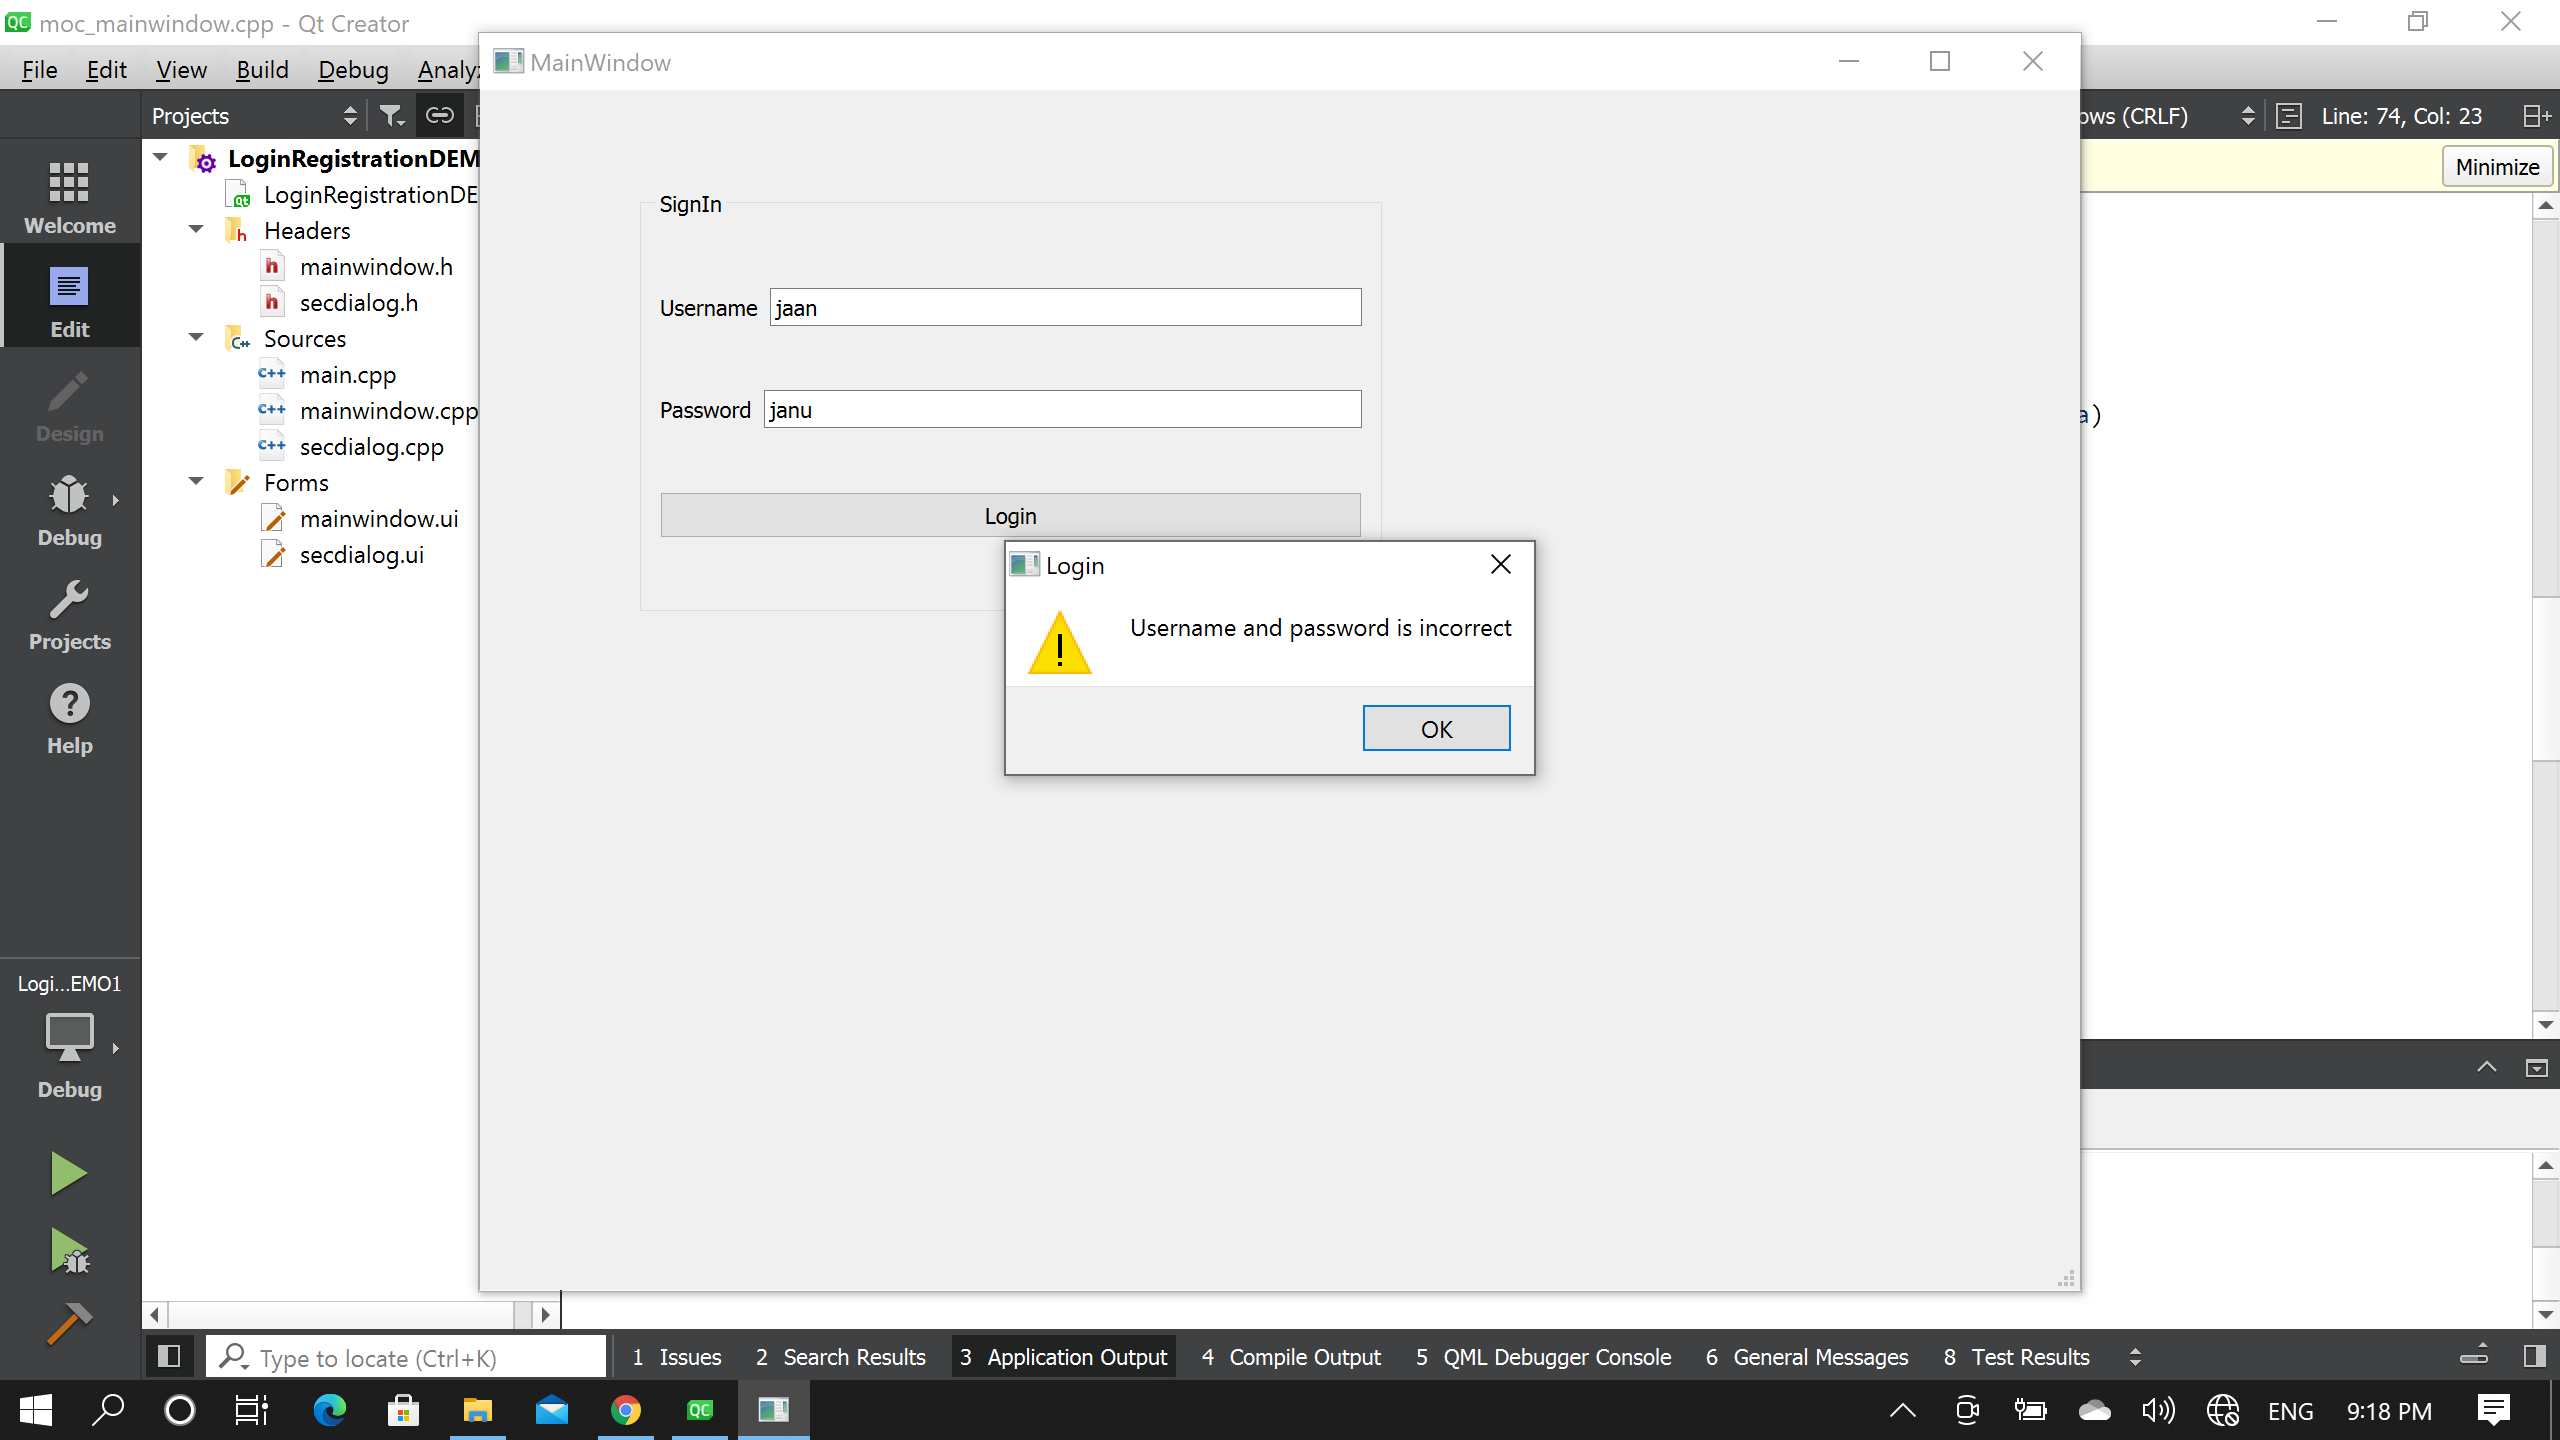 moc_mainwindow.cpp - Qt Creator
File Edit View Build Debug Analyz
MainWindow
Projects
ows (CRLF)
Line: 74, Col: 23
Minimize
LoginRegistrationDEM
LoginRegistrationDE
Headers
mainwindow.h
secdialog.h
Sources
main.cpp
mainwindow.cpp
secdialog.cpp
Forms
mainwindow.ui
secdialog.ui
Welcome
Edit
Design
Debug
Projects
Help
Logi...EMO1
Debug
SignIn
Username jaan
Password janu
Login
a)
Login
Username and password is incorrect
OK
Type to locate (Ctrl+K)
1 Issues 2 Search Results 3 Application Output 4 Compile Output 5 QML Debugger Console 6 General Messages 8 Test Results
ENG 9:18 PM